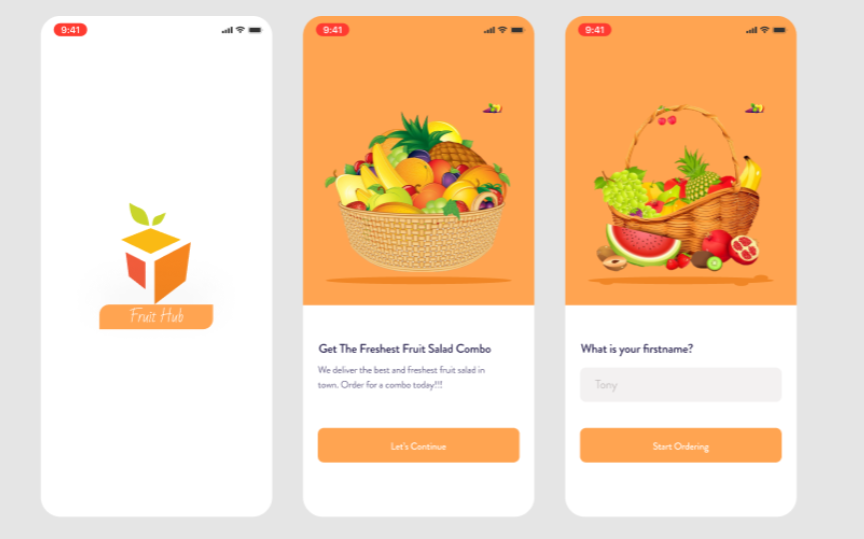 9:41
Fruit Hub
9:41
Get The Freshest Fruit Salad Combo
We deliver the best and freshest fruit salad in
town. Order for a combo today!!!
Let's Continue
9:41
What is your firstname?
Tony
Start Ordering